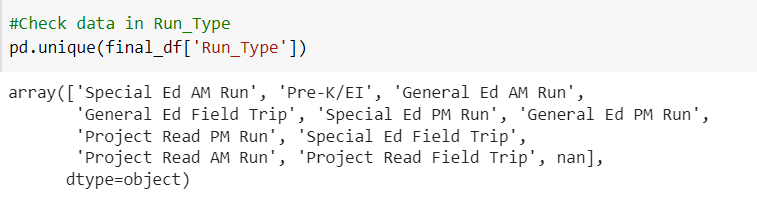 #Check data in Run_Type
pd.unique(final_df['Run_Type'])
array(['Special Ed AM Run', 'Pre-K/EI', 'General Ed AM Run',
'General Ed Field Trip', 'Special Ed PM Run', 'General Ed PM Run',
'Project Read PM Run', 'Special Ed Field Trip',
'Project Read AM Run', 'Project Read Field Trip', nan],
dtype=object)